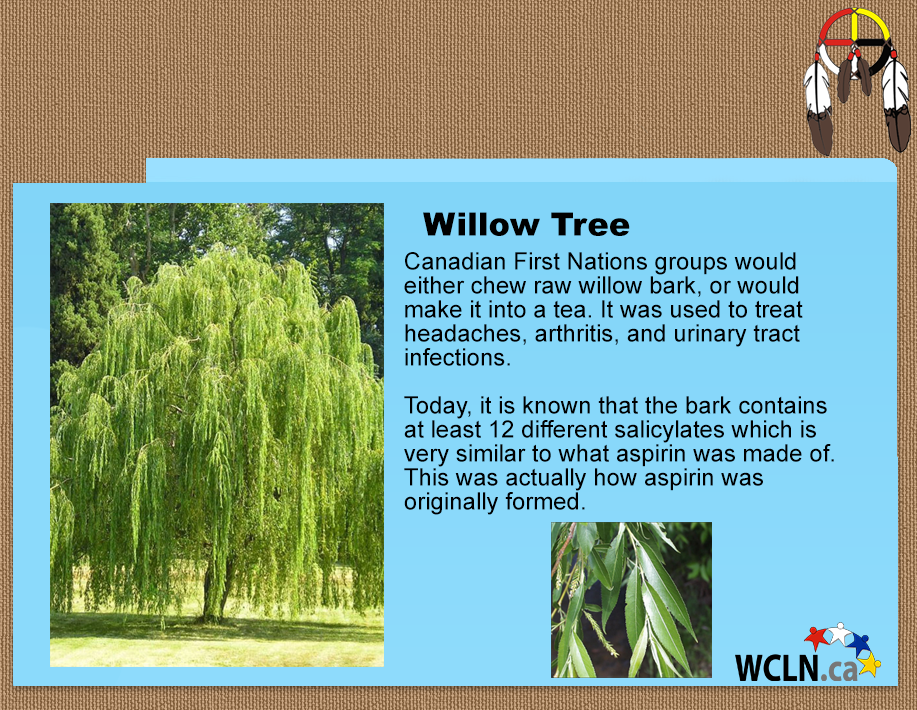 Willow Tree
Canadian First Nations groups would
either chew raw willow bark, or would
make it into a tea. It was used to treat
headaches, arthritis, and urinary tract
infections.
Today, it is known that the bark contains
at least 12 different salicylates which is
very similar to what aspirin was made of.
This was actually how aspirin was
originally formed.
WCLN.ca